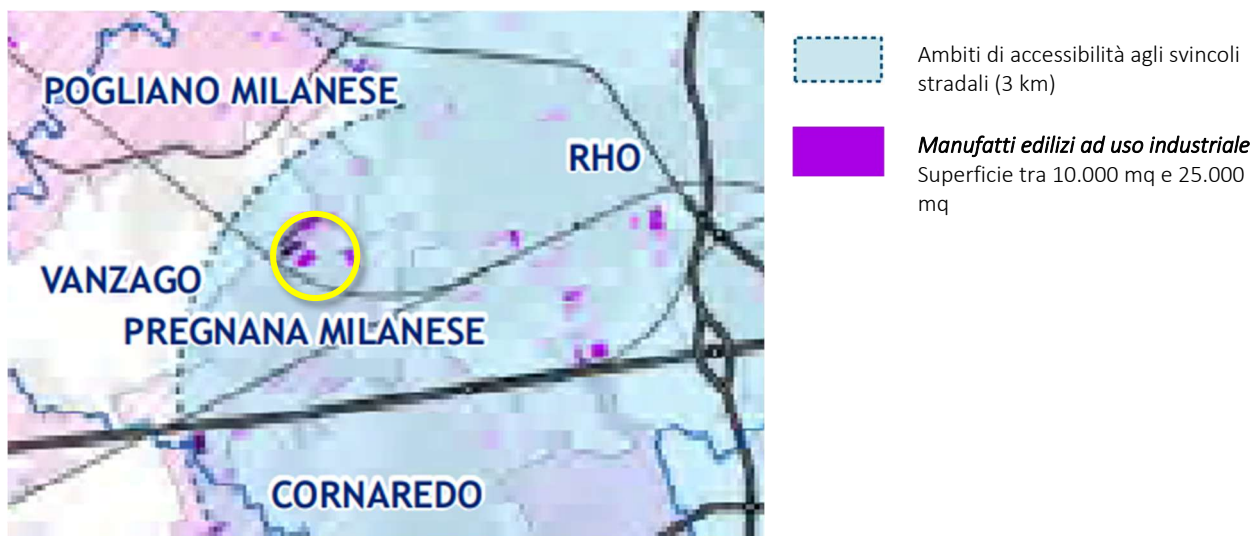 POGLIANO MILANESE
RHO
VANZAGO
PREGNANA MILANESE
CORNAREDO
Ambiti di accessibilità agli svincoli
stradali (3 km)
Manufatti edilizi ad uso industriale
Superficie tra 10.000 mq e 25.000
mq